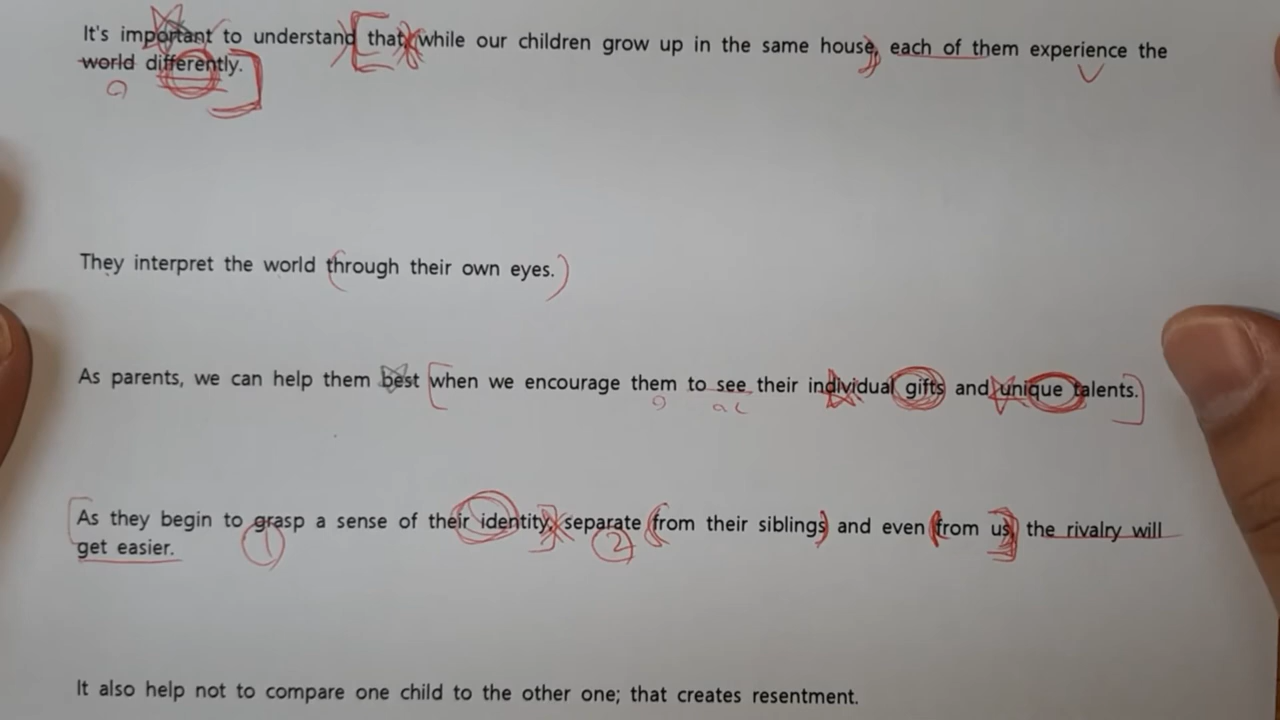 It's important to understand that, while our children grow up in the same house, each of them experience the
world differently.
o
v
They interpret the world through their own eyes.
As parents, we can help them best when we encourage them to see their individual gifts and unique talents.
o
oc
As they begin to grasp a sense of their identity, separate from their siblings and even from us, the rivalry will
get easier.
1
2
It also help not to compare one child to the other one; that creates resentment.